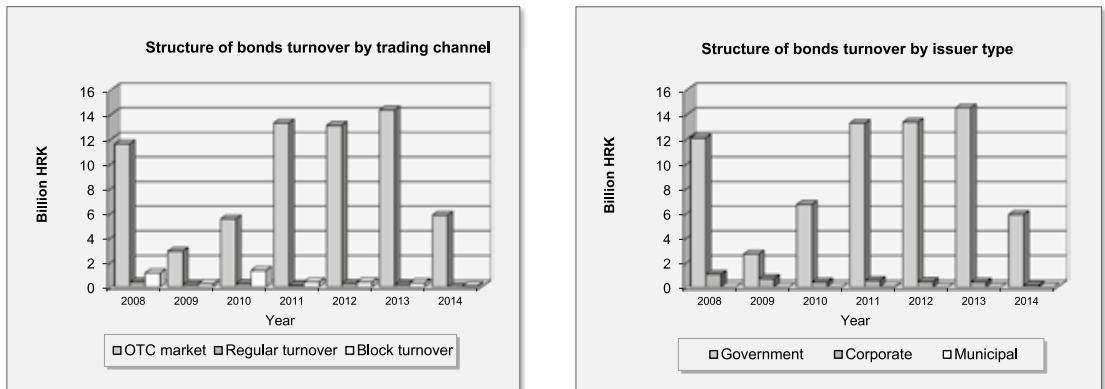 Structure of bonds turnover by trading channel
16
14
12
10
8
6
4
2
0
Billion HRK
2008 2009 2010 2011 2012 2013 2014
Year
OTC market Regular turnover Block turnover
Structure of bonds turnover by issuer type
16
14
12
10
8
6
4
2
0
Billion HRK
2008 2009 2010 2011 2012 2013 2014
Year
Government Corporate Municipal